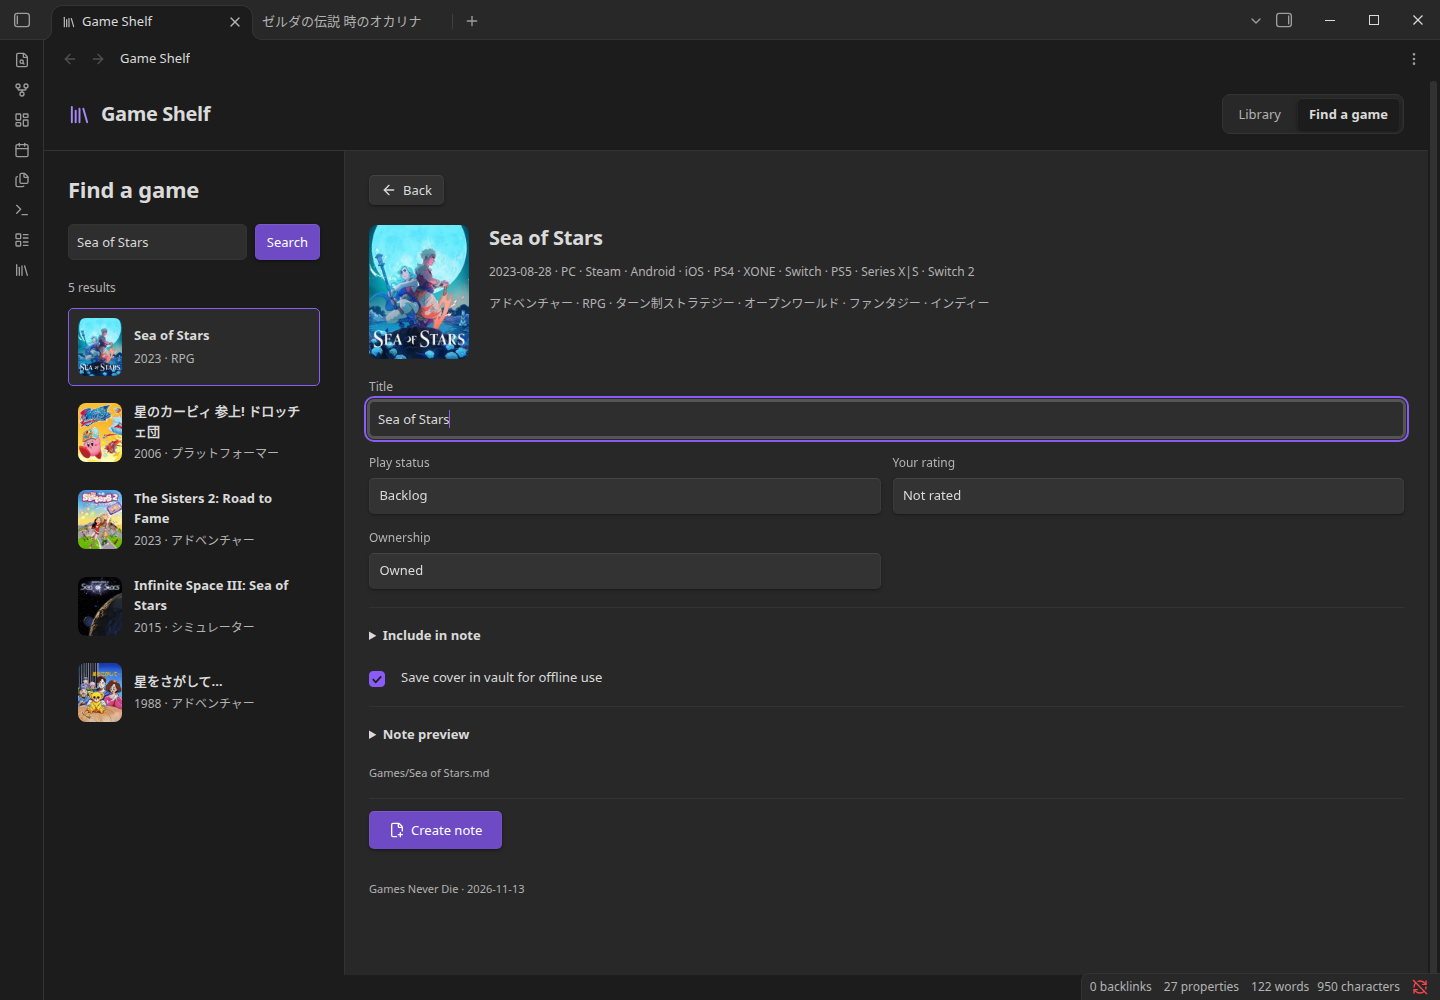 Game Shelf
ゼルダの伝説 時のオカリナ
Game Shelf
Game Shelf
Library
Find a game
Find a game
Sea of Stars
Search
5 results
Sea of Stars
2023 · RPG
星のカービィ 参上! ドロッチ
ェ団
2006 · プラットフォーマー
The Sisters 2: Road to
Fame
2023 · アドベンチャー
Infinite Space III: Sea of
Stars
2015 · シミュレーター
星をさがして...
1988 · アドベンチャー
Back
SEA OF STARS
Sea of Stars
2023-08-28 · PC · Steam · Android · iOS · PS4 · XONE · Switch · PS5 · Series X|S · Switch 2
アドベンチャー · RPG · ターン制ストラテジー · オープンワールド · ファンタジー · インディー
Title
Sea of Stars
Play status
Your rating
Backlog
Not rated
Ownership
Owned
Include in note
Save cover in vault for offline use
Note preview
Games/Sea of Stars.md
Create note
Games Never Die · 2026-11-13
0 backlinks 27 properties 122 words 950 characters